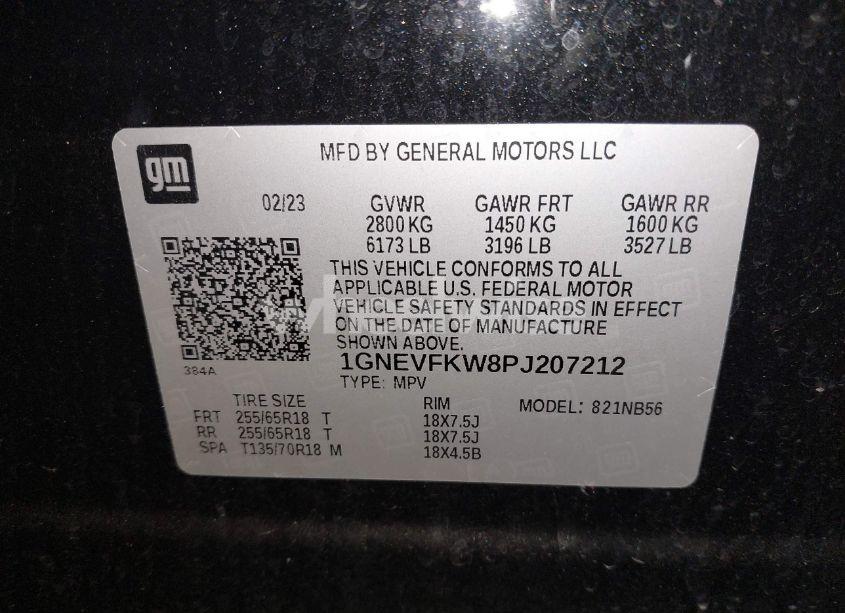 gm
MFD BY GENERAL MOTORS LLC
02/23 GVWR GAWR FRT GAWR RR
2800 KG 1450 KG 1600 KG
6173 LB 3196 LB 3527 LB
THIS VEHICLE CONFORMS TO ALL
APPLICABLE U.S. FEDERAL MOTOR
VEHICLE SAFETY STANDARDS IN EFFECT
ON THE DATE OF MANUFACTURE
SHOWN ABOVE.
384A
1GNEVFKW8PJ207212
TYPE: MPV
TIRE SIZE RIM MODEL: 821NB56
FRT 255/65R18 T 18X7.5J
RR 255/65R18 T 18X7.5J
SPA T135/70R18 M 18X4.5B